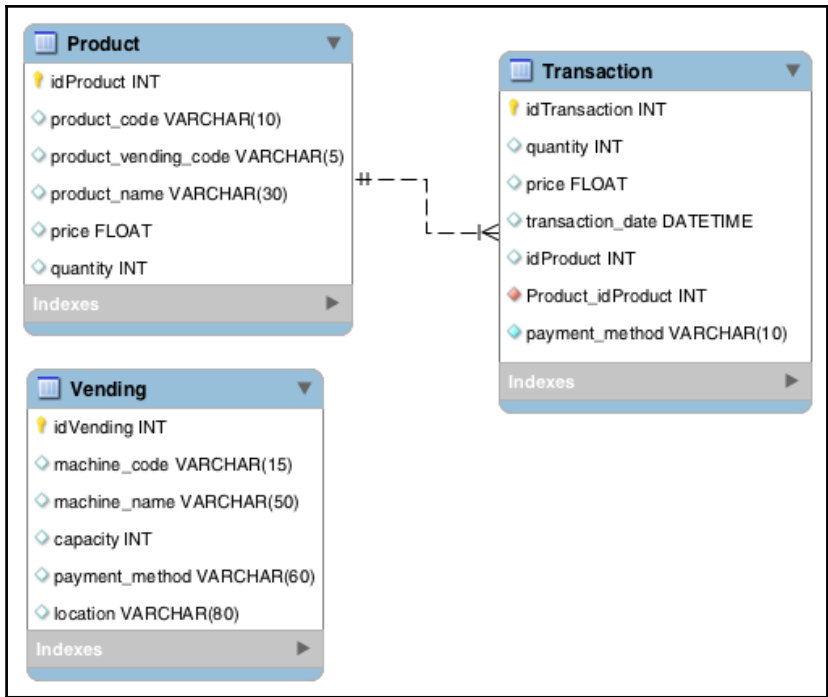 Product
idProduct INT
product_code VARCHAR(10)
product_vending_code VARCHAR(5)
product_name VARCHAR(30)
price FLOAT
quantity INT
Indexes
Transaction
idTransaction INT
quantity INT
price FLOAT
transaction_date DATETIME
idProduct INT
Product_idProduct INT
payment_method VARCHAR(10)
Indexes
Vending
idVending INT
machine_code VARCHAR(15)
machine_name VARCHAR(50)
capacity INT
payment_method VARCHAR(60)
location VARCHAR(80)
Indexes